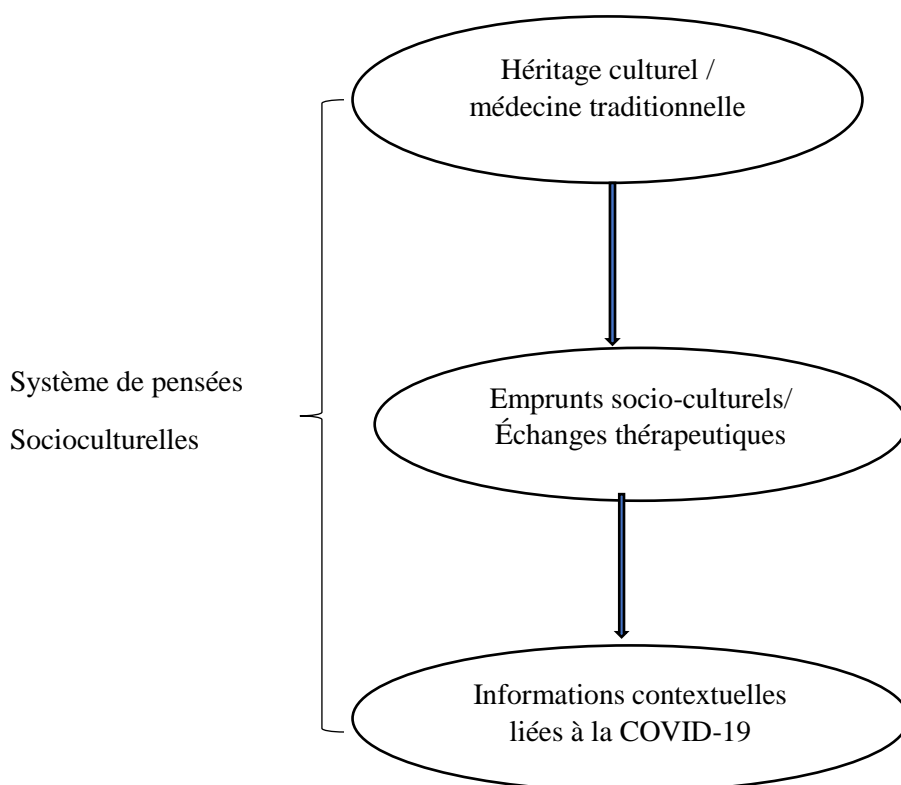 Héritage culturel /
médecine traditionnelle
Système de pensées
Socioculturelles
Emprunts socio-culturels/
Échanges thérapeutiques
Informations contextuelles
liées à la COVID-19